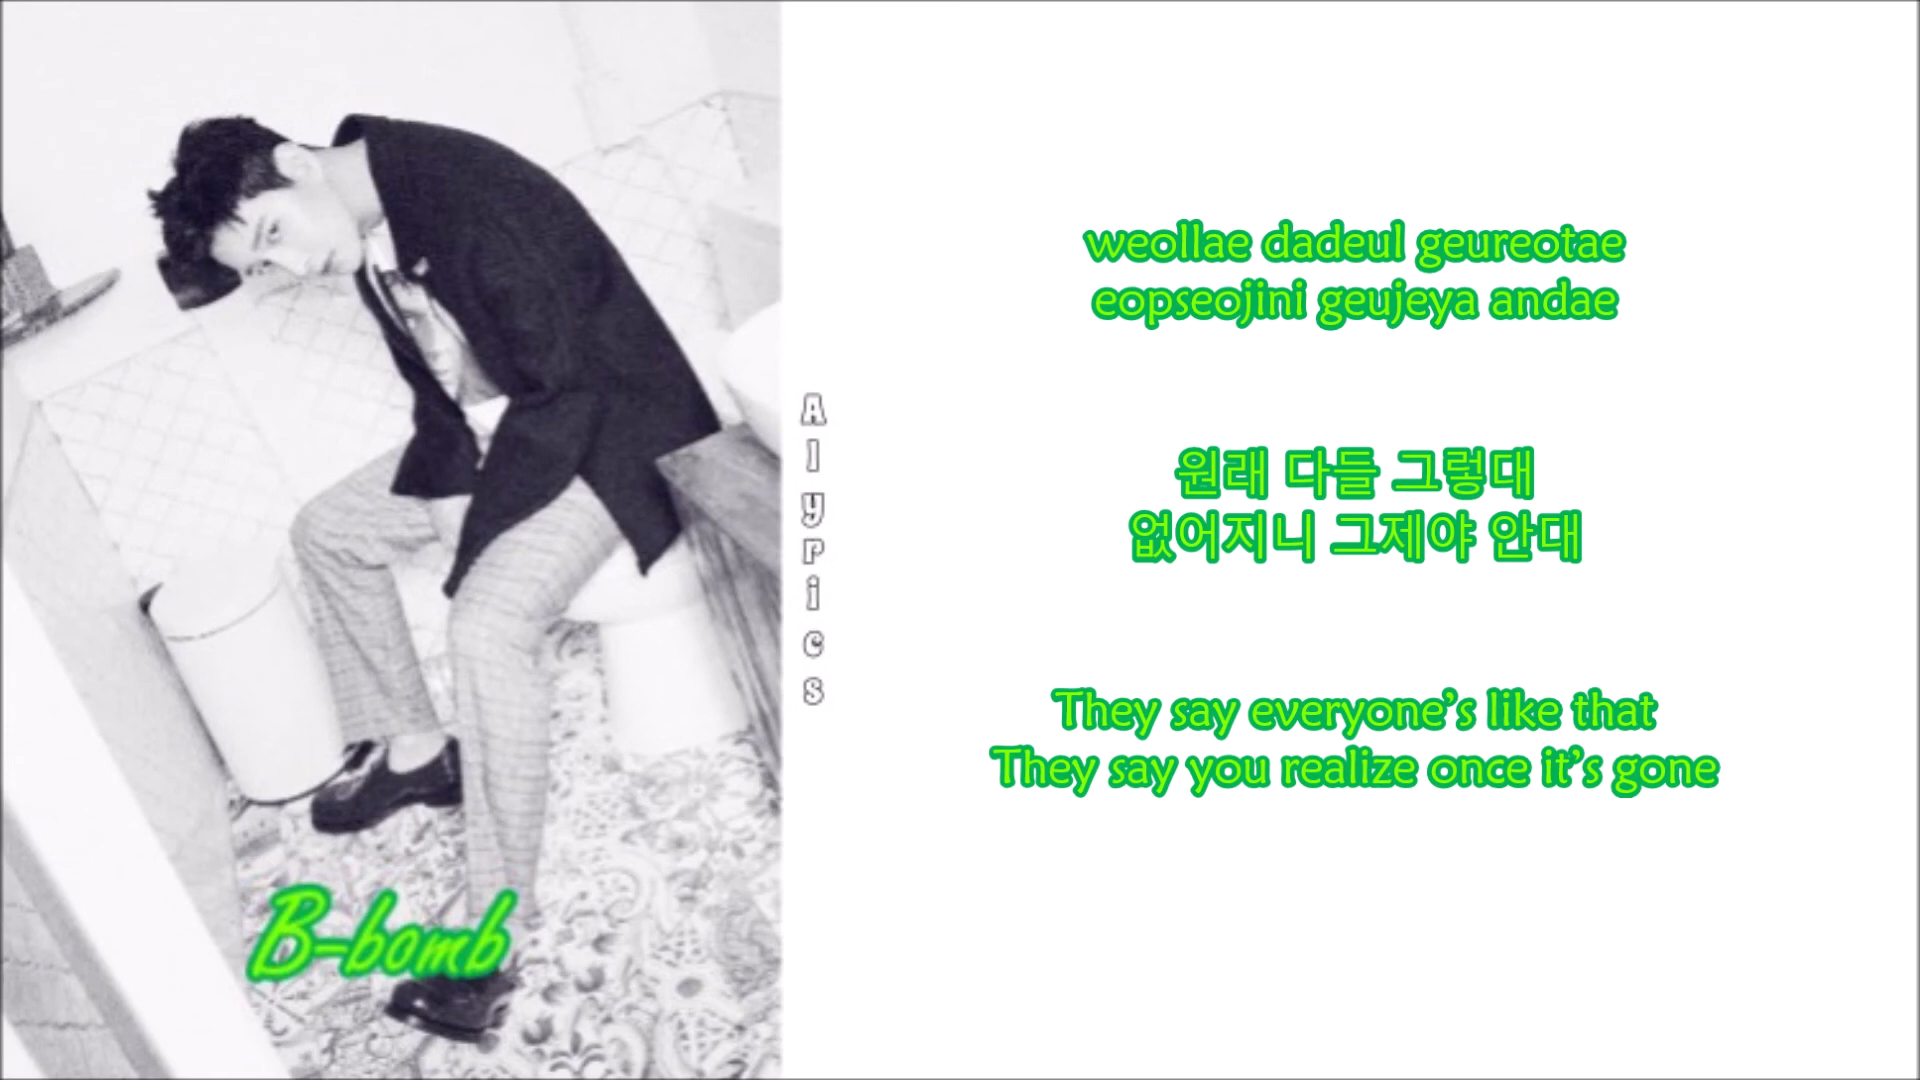 weollae dadeul geureotae
eopseojini geujeya andae
원래 다들 그렇대
없어지니 그제야 안대
They say everyone's like that
They say you realize once it's gone
Alyrics
B-bomb